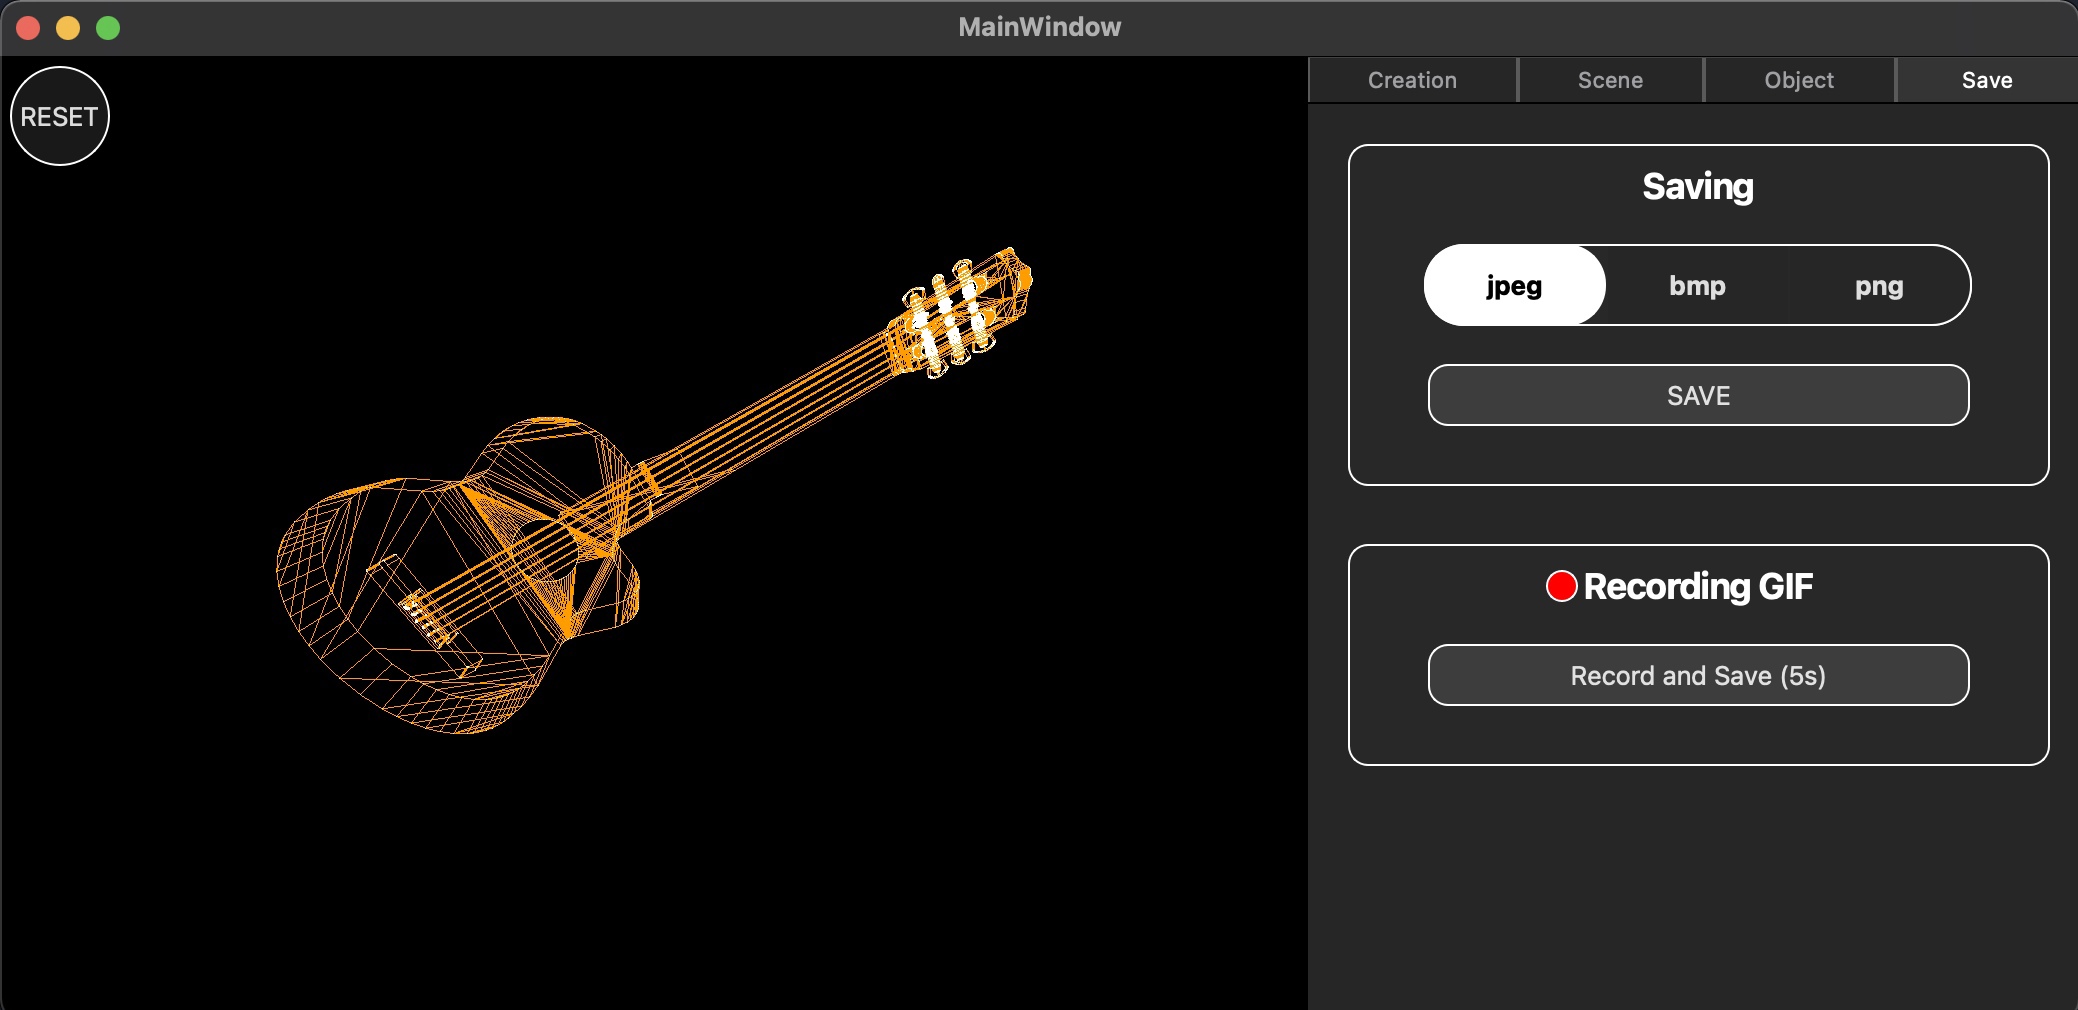 MainWindow
RESET
Creation
Scene
Object
Save
Saving
jpeg
bmp
png
SAVE
Recording GIF
Record and Save (5s)